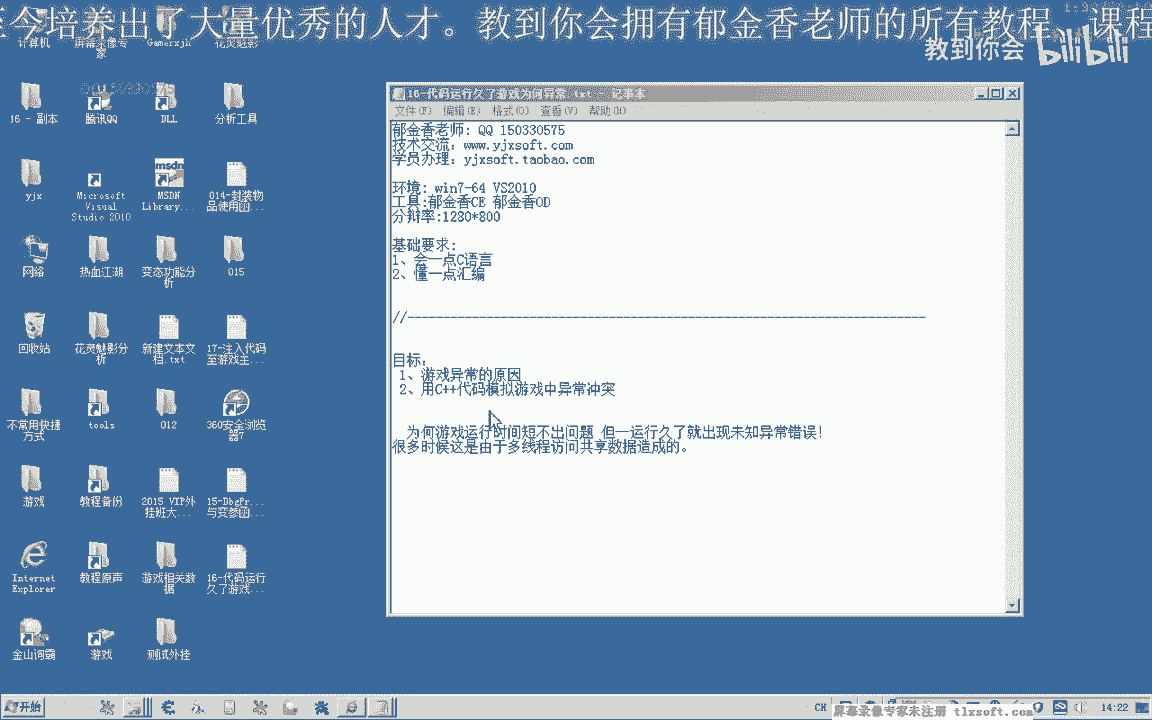 至今培养出了大量优秀的人才。教到你会拥有郁金香老师的所有教程。课程
教到你会 bilibili
计算机
屏幕录像专家
Gamerxjh
花灵魅影
16 - 副本
腾讯QQ
DLL
分析工具
yjx
Microsoft Visual Studio 2010
MSDN Library...
014-封装物品使用函...
网络
热血江湖
变态功能分析
015
回收站
花灵魅影分析
新建文本文档.txt
17-注入代码至游戏主...
不常用快捷方式
tools
012
360安全浏览器7
游戏
教程备份
2015 VIP外挂班大...
15-DbgPr...与变参函...
Internet Explorer
教程原声
游戏相关数据
16-代码运行久了游戏...
金山词霸
游戏
测试外挂
16-代码运行久了游戏为何异常.txt - 记事本
文件(F) 编辑(E) 格式(O) 查看(V) 帮助(H)
郁金香老师: QQ 150330575
技术交流: www.yjxsoft.com
学员办理: yjxsoft.taobao.com
环境: win7-64 VS2010
工具:郁金香CE 郁金香OD
分辩率:1280*800
基础要求:
1、会一点C语言
2、懂一点汇编
//------------------------------------------------------------------------
目标:
1、游戏异常的原因
2、用C++代码模拟游戏中异常冲突
为何游戏运行时间短不出问题 但一运行久了就出现未知异常错误!
很多时候这是由于多线程访问共享数据造成的。
开始
CH
14:22
屏幕录像专家未注册 tlxsoft.com